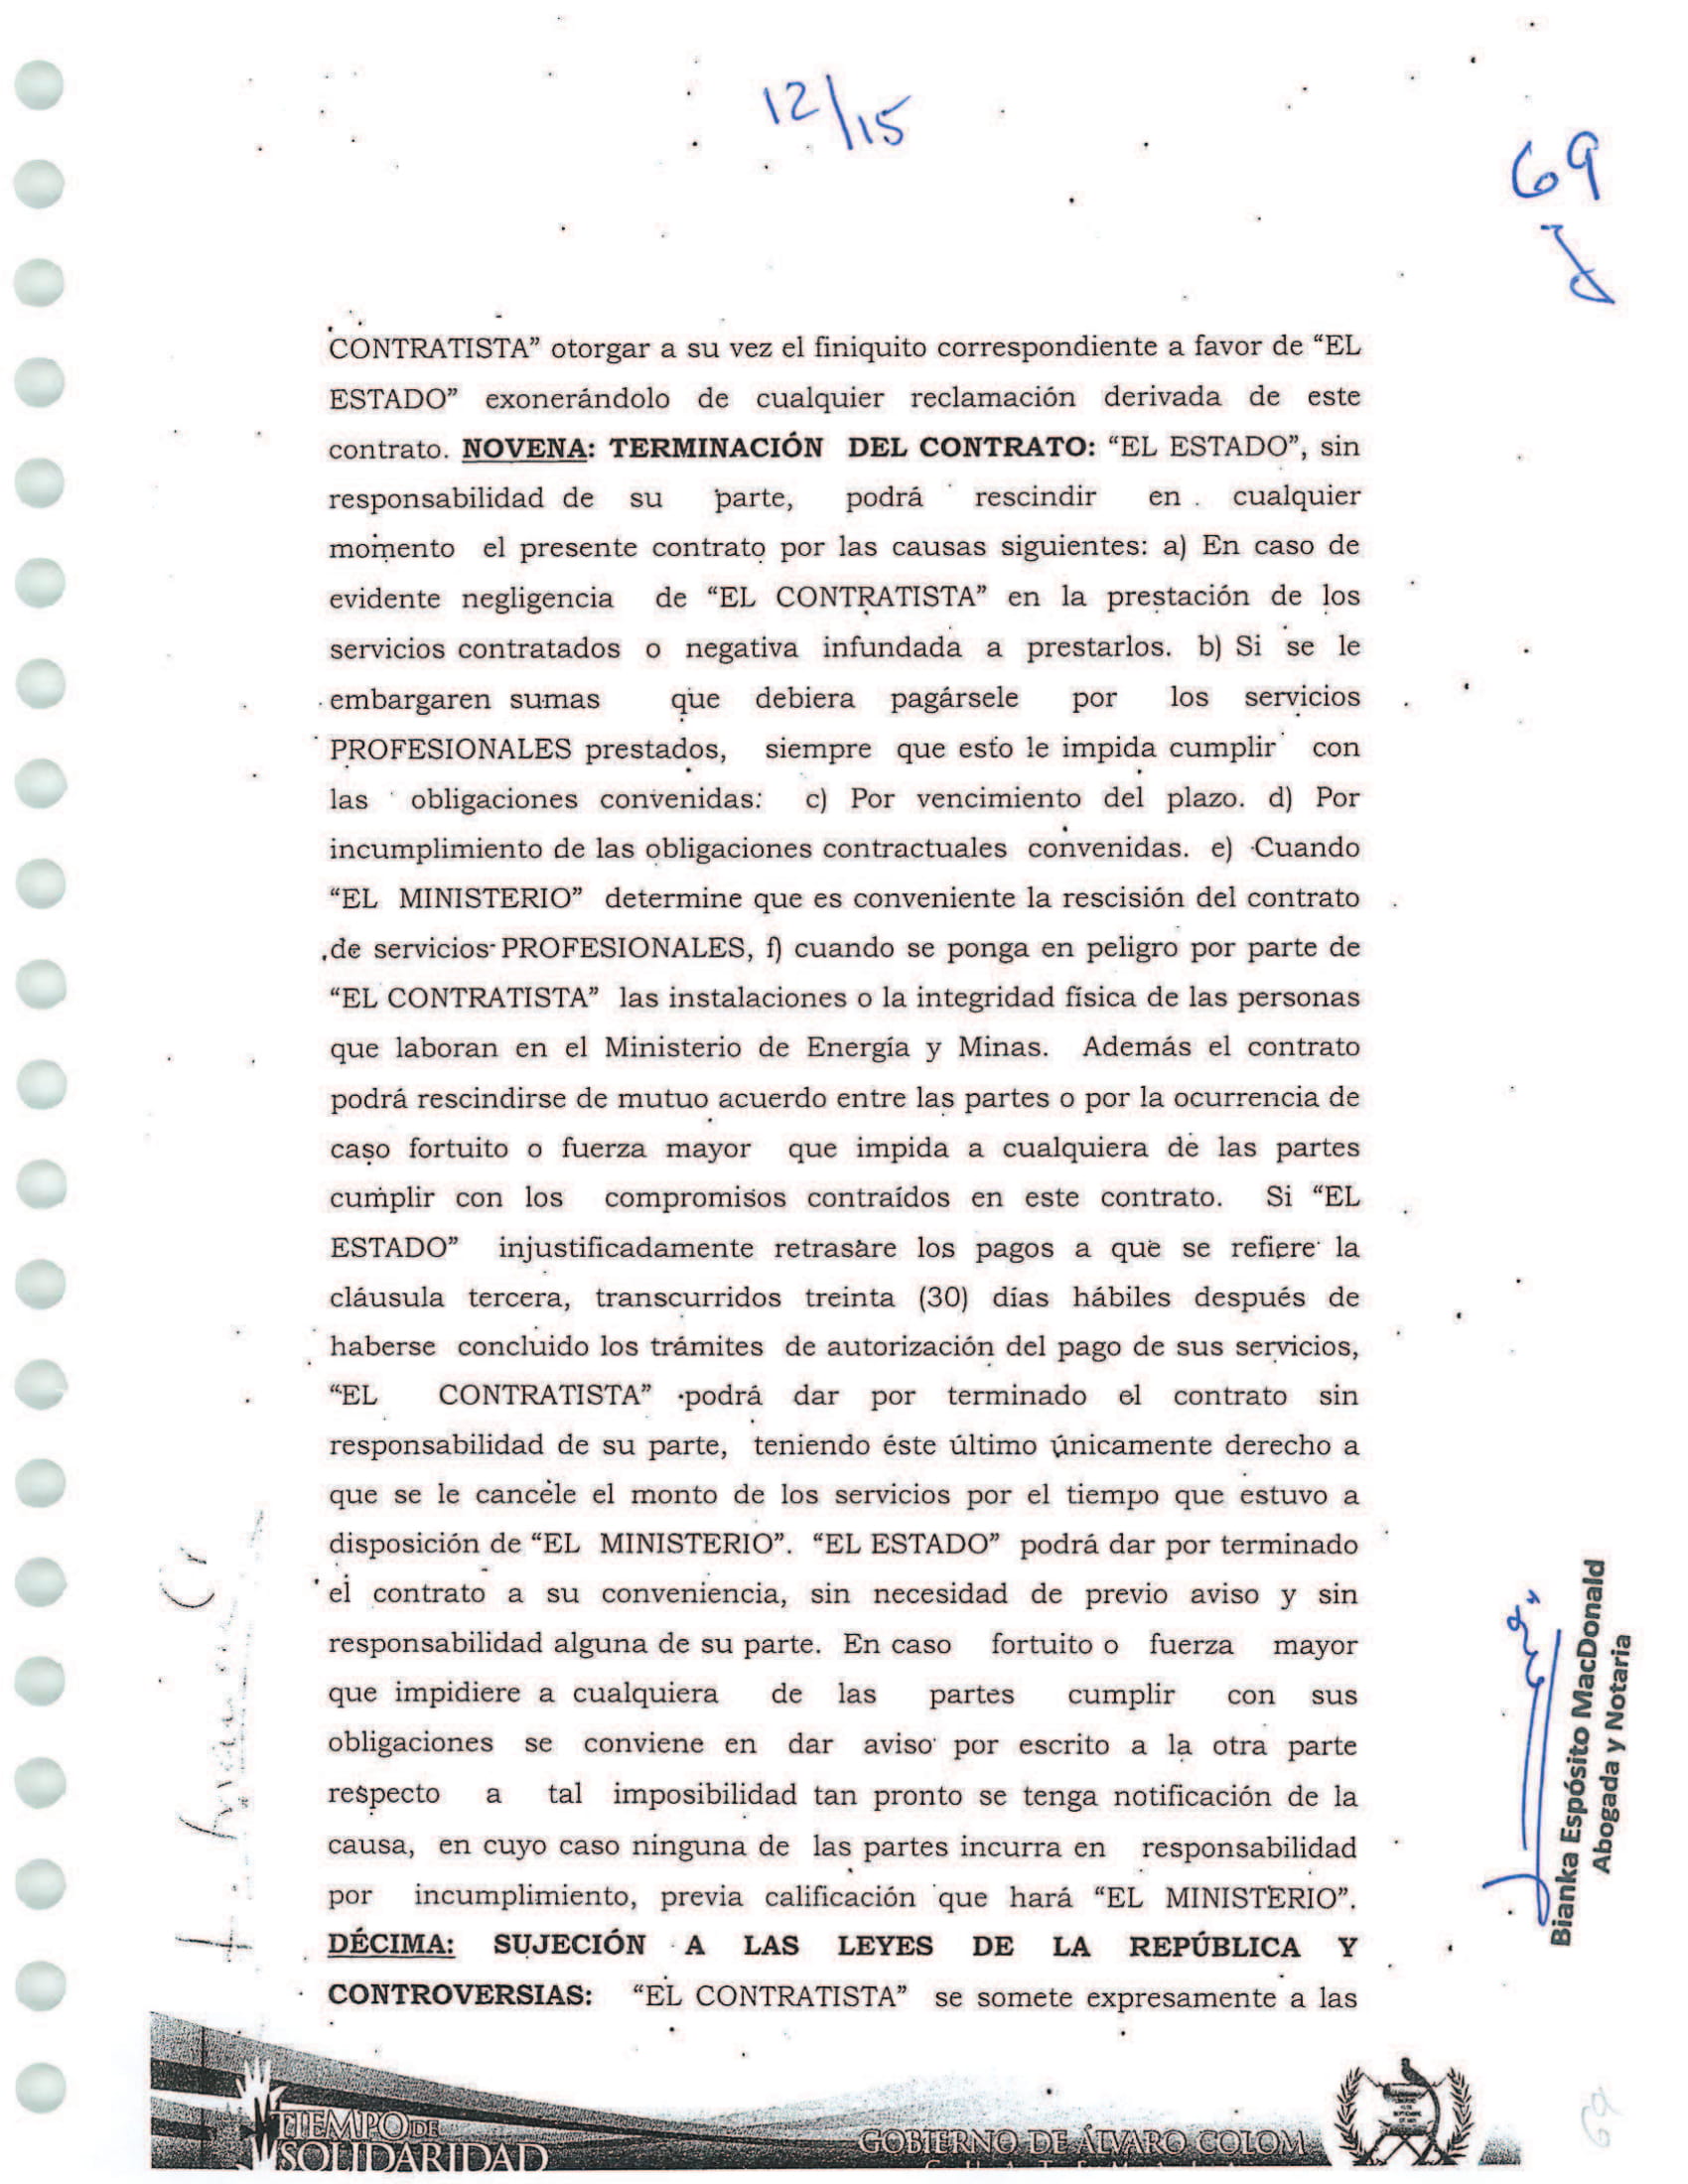 12/15
69
CONTRATISTA” otorgar a su vez el finiquito correspondiente a favor de “EL
ESTADO” exonerándolo de cualquier reclamación derivada de este
contrato. NOVENA: TERMINACIÓN DEL CONTRATO: “EL ESTADO”, sin
responsabilidad de su parte, podrá rescindir en cualquier
momento el presente contrato por las causas siguientes: a) En caso de
evidente negligencia de “EL CONTRATISTA” en la prestación de los
servicios contratados o negativa infundada a prestarlos. b) Si se le
embargaren sumas que debiera pagársele por los servicios
PROFESIONALES prestados, siempre que esto le impida cumplir con
las obligaciones convenidas: c) Por vencimiento del plazo. d) Por
incumplimiento de las obligaciones contractuales convenidas. e) Cuando
“EL MINISTERIO” determine que es conveniente la rescisión del contrato
de servicios PROFESIONALES, f) cuando se ponga en peligro por parte de
“EL CONTRATISTA” las instalaciones o la integridad física de las personas
que laboran en el Ministerio de Energía y Minas. Además el contrato
podrá rescindirse de mutuo acuerdo entre las partes o por la ocurrencia de
caso fortuito o fuerza mayor que impida a cualquiera de las partes
cumplir con los compromisos contraídos en este contrato. Si “EL
ESTADO” injustificadamente retrasare los pagos a que se refiere la
cláusula tercera, transcurridos treinta (30) días hábiles después de
haberse concluido los trámites de autorización del pago de sus servicios,
“EL CONTRATISTA” podrá dar por terminado el contrato sin
responsabilidad de su parte, teniendo éste último únicamente derecho a
que se le cancele el monto de los servicios por el tiempo que estuvo a
disposición de “EL MINISTERIO”. “EL ESTADO” podrá dar por terminado
el contrato a su conveniencia, sin necesidad de previo aviso y sin
responsabilidad alguna de su parte. En caso fortuito o fuerza mayor
que impidiere a cualquiera de las partes cumplir con sus
obligaciones se conviene en dar aviso por escrito a la otra parte
respecto a tal imposibilidad tan pronto se tenga notificación de la
causa, en cuyo caso ninguna de las partes incurra en responsabilidad
por incumplimiento, previa calificación que hará “EL MINISTERIO”.
DÉCIMA: SUJECIÓN A LAS LEYES DE LA REPÚBLICA Y
CONTROVERSIAS: “EL CONTRATISTA” se somete expresamente a las
Bianka Espósito MacDonald
Abogada y Notaria
TIEMPO DE
SOLIDARIDAD
GOBIERNO DE ÁLVARO COLOM
69